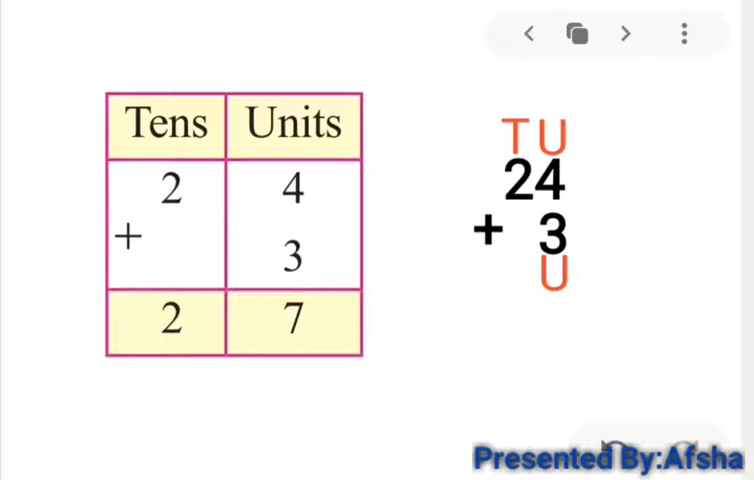 Tens Units
2 4
+ 3
2 7
T U
24
+ 3
U
Presented By:Afsha